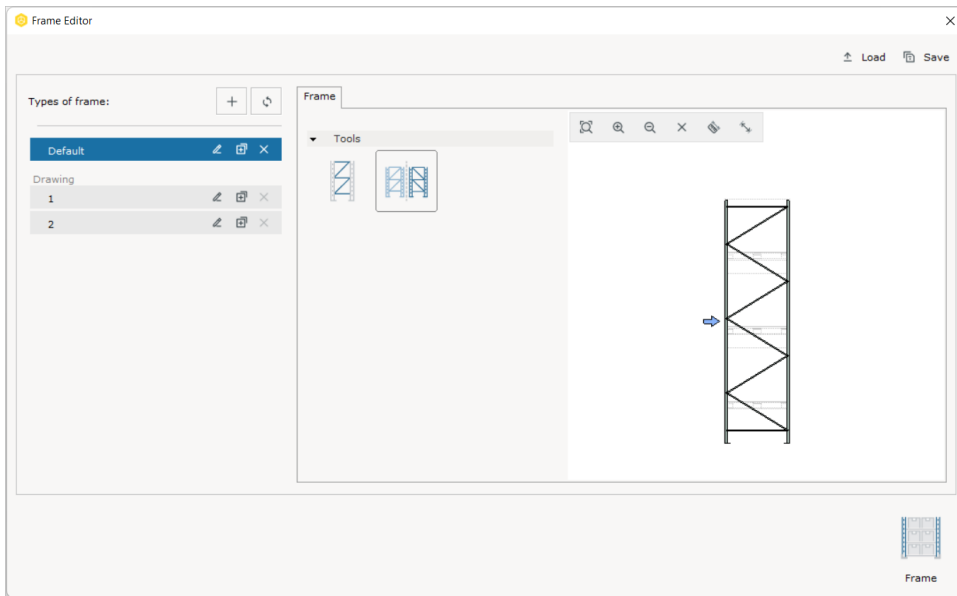 Frame Editor
Load
Save
Types of frame:
Frame
Default
Tools
Drawing
1
2
Frame